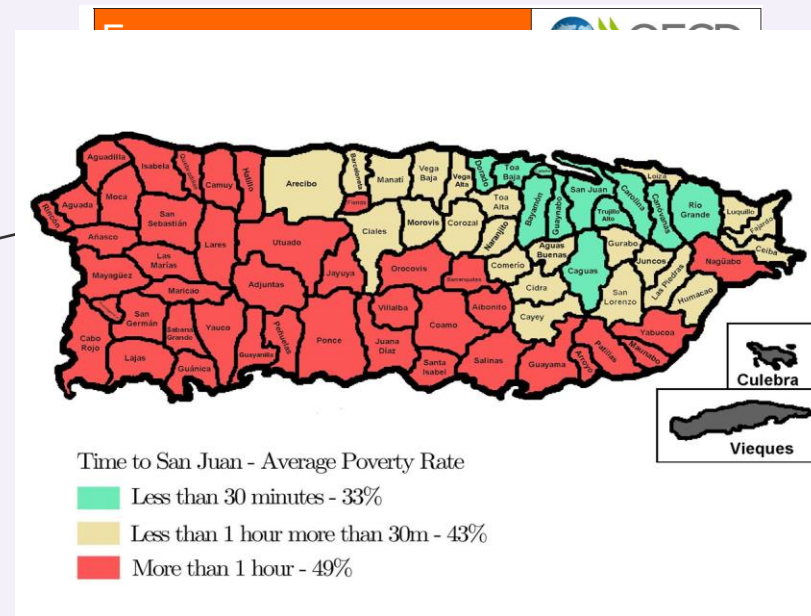 Aguadilla
Isabela
Quebradillas
Camuy
Hatillo
Arecibo
Barceloneta
Manatí
Vega
Baja
Vega
Alta
Dorado
Toa
Baja
Toa
Alta
Bayamón
Guaynabo
San Juan
Trujillo
Alto
Carolina
Canóvanas
Loíza
Río
Grande
Luquillo
Fajardo
Ceiba
Rincón
Aguada
Moca
San
Sebastián
Añasco
Lares
Utuado
Ciales
Morovis
Corozal
Naranjito
Comerío
Aguas
Buenas
Caguas
Gurabo
Juncos
Las Piedras
Nagüabo
Mayagüez
Las
Marías
Maricao
Adjuntas
Jayuya
Orocovis
Barranquitas
Aibonito
Cidra
Cayey
San
Lorenzo
Humacao
Yabucoa
Cabo
Rojo
San
Germán
Sabana
Grande
Lajas
Yauco
Guánica
Guayanilla
Peñuelas
Ponce
Juana
Díaz
Villalba
Coamo
Santa
Isabel
Salinas
Guayama
Arroyo
Patillas
Maunabo
Culebra
Vieques
Time to San Juan - Average Poverty Rate
Less than 30 minutes - 33%
Less than 1 hour more than 30m - 43%
More than 1 hour - 49%